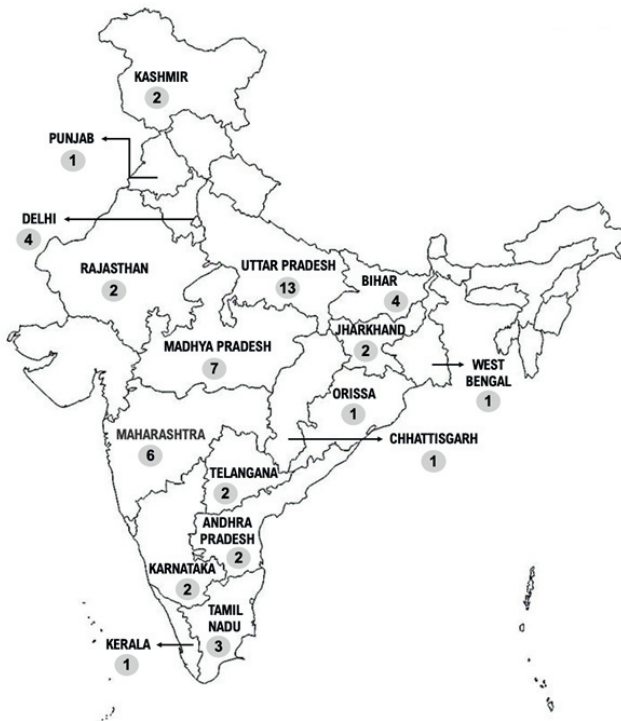 KASHMIR
2
PUNJAB
1
DELHI
4
RAJASTHAN
2
UTTAR PRADESH
13
BIHAR
4
JHARKHAND
2
MADHYA PRADESH
7
WEST
BENGAL
1
ORISSA
1
MAHARASHTRA
6
CHHATTISGARH
1
TELANGANA
2
ANDHRA
PRADESH
2
KARNATAKA
2
TAMIL
NADU
3
KERALA
1